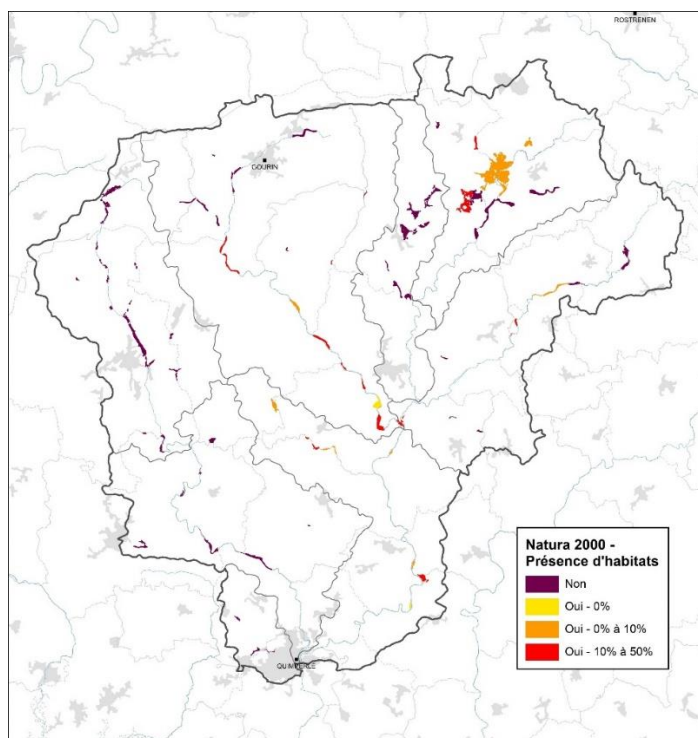 ROSTRENEN
GOURIN
QUIMPERLE
Natura 2000 -
Présence d'habitats
Non
Oui - 0%
Oui - 0% à 10%
Oui - 10% à 50%